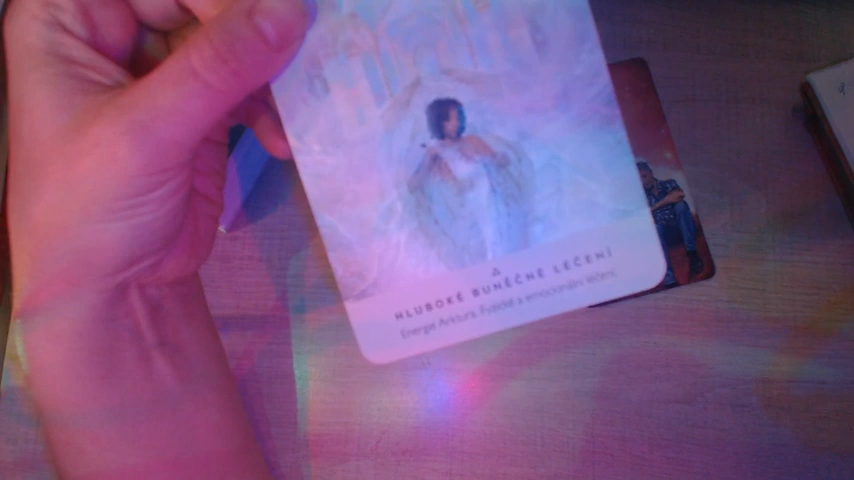 HLUBOKÉ BUNĚČNÉ LÉČENÍ
Energie Arktura. Fyzické a emocionální léčení.